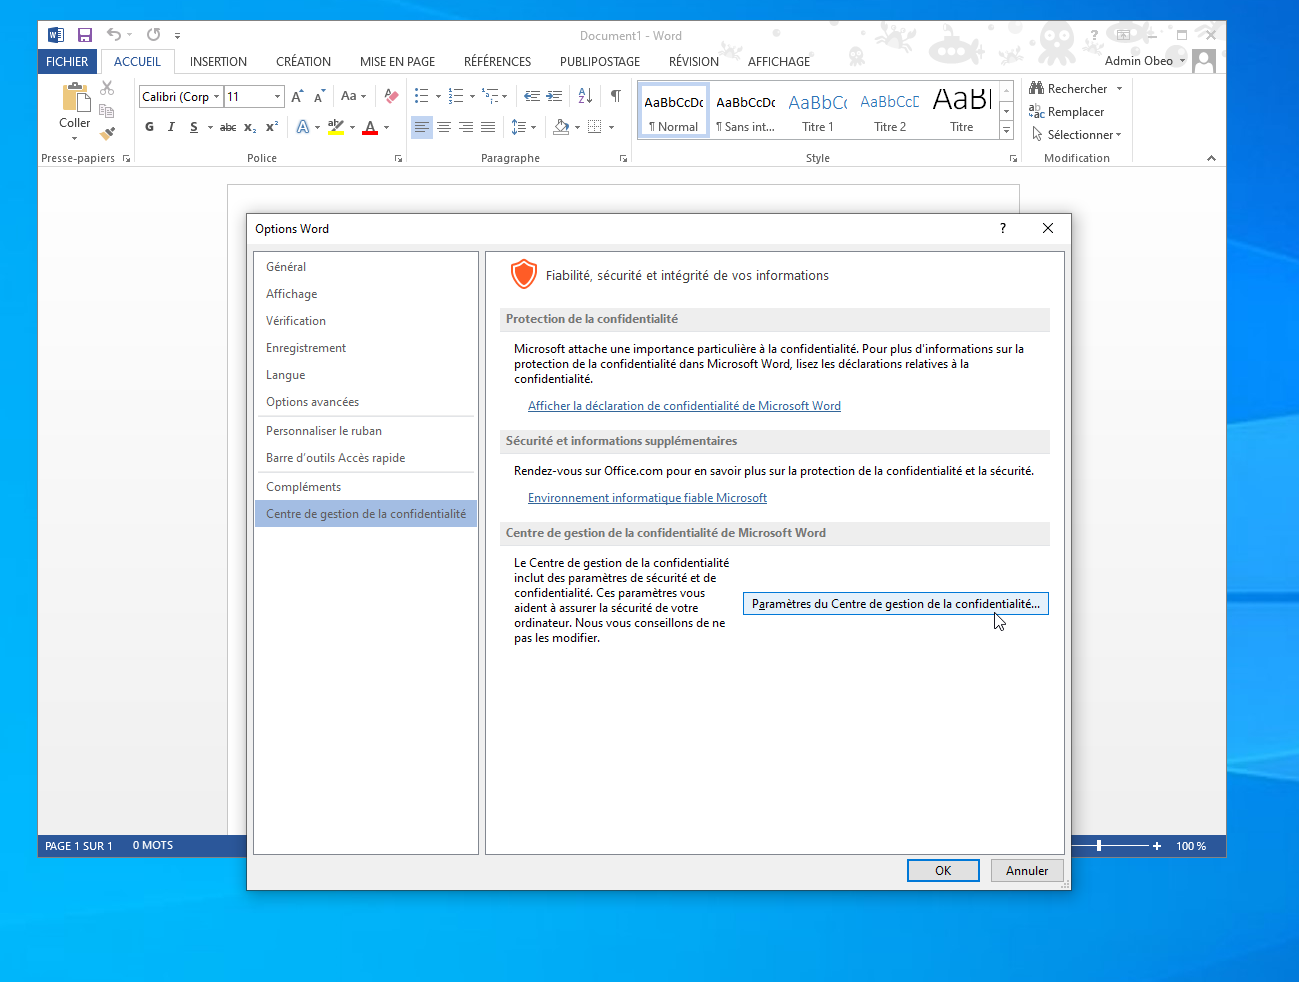 Document1 - Word
?
FICHIER ACCUEIL INSERTION CRÉATION MISE EN PAGE RÉFÉRENCES PUBLIPOSTAGE RÉVISION AFFICHAGE Admin Obeo
Coller
Calibri (Corp 11 A A Aa
G I S abc x₂ x² A aby A
AZ ¶
AaBbCcDc AaBbCcDc AaBbCc AaBbCcD AaBl
¶ Normal ¶ Sans int... Titre 1 Titre 2 Titre
Rechercher
Remplacer
Sélectionner
Presse-papiers Police Paragraphe Style Modification
Options Word ?
Général
Affichage
Vérification
Enregistrement
Langue
Options avancées
Personnaliser le ruban
Barre d'outils Accès rapide
Compléments
Centre de gestion de la confidentialité
Fiabilité, sécurité et intégrité de vos informations
Protection de la confidentialité
Microsoft attache une importance particulière à la confidentialité. Pour plus d'informations sur la
protection de la confidentialité dans Microsoft Word, lisez les déclarations relatives à la
confidentialité.
Afficher la déclaration de confidentialité de Microsoft Word
Sécurité et informations supplémentaires
Rendez-vous sur Office.com pour en savoir plus sur la protection de la confidentialité et la sécurité.
Environnement informatique fiable Microsoft
Centre de gestion de la confidentialité de Microsoft Word
Le Centre de gestion de la confidentialité
inclut des paramètres de sécurité et de
confidentialité. Ces paramètres vous
aident à assurer la sécurité de votre
ordinateur. Nous vous conseillons de ne
pas les modifier.
Paramètres du Centre de gestion de la confidentialité...
PAGE 1 SUR 1 0 MOTS 100 %
OK Annuler